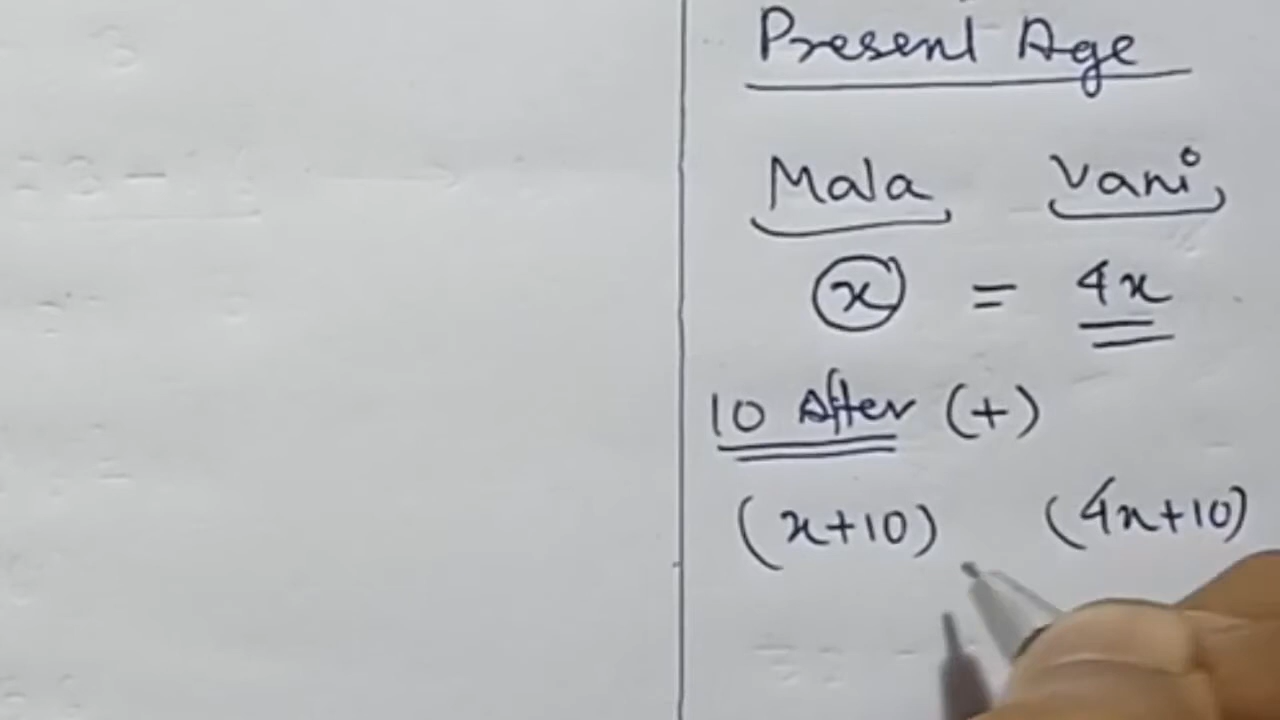 Present Age
Mala Vani
x = 4x
10 After (+)
(x+10) (4x+10)